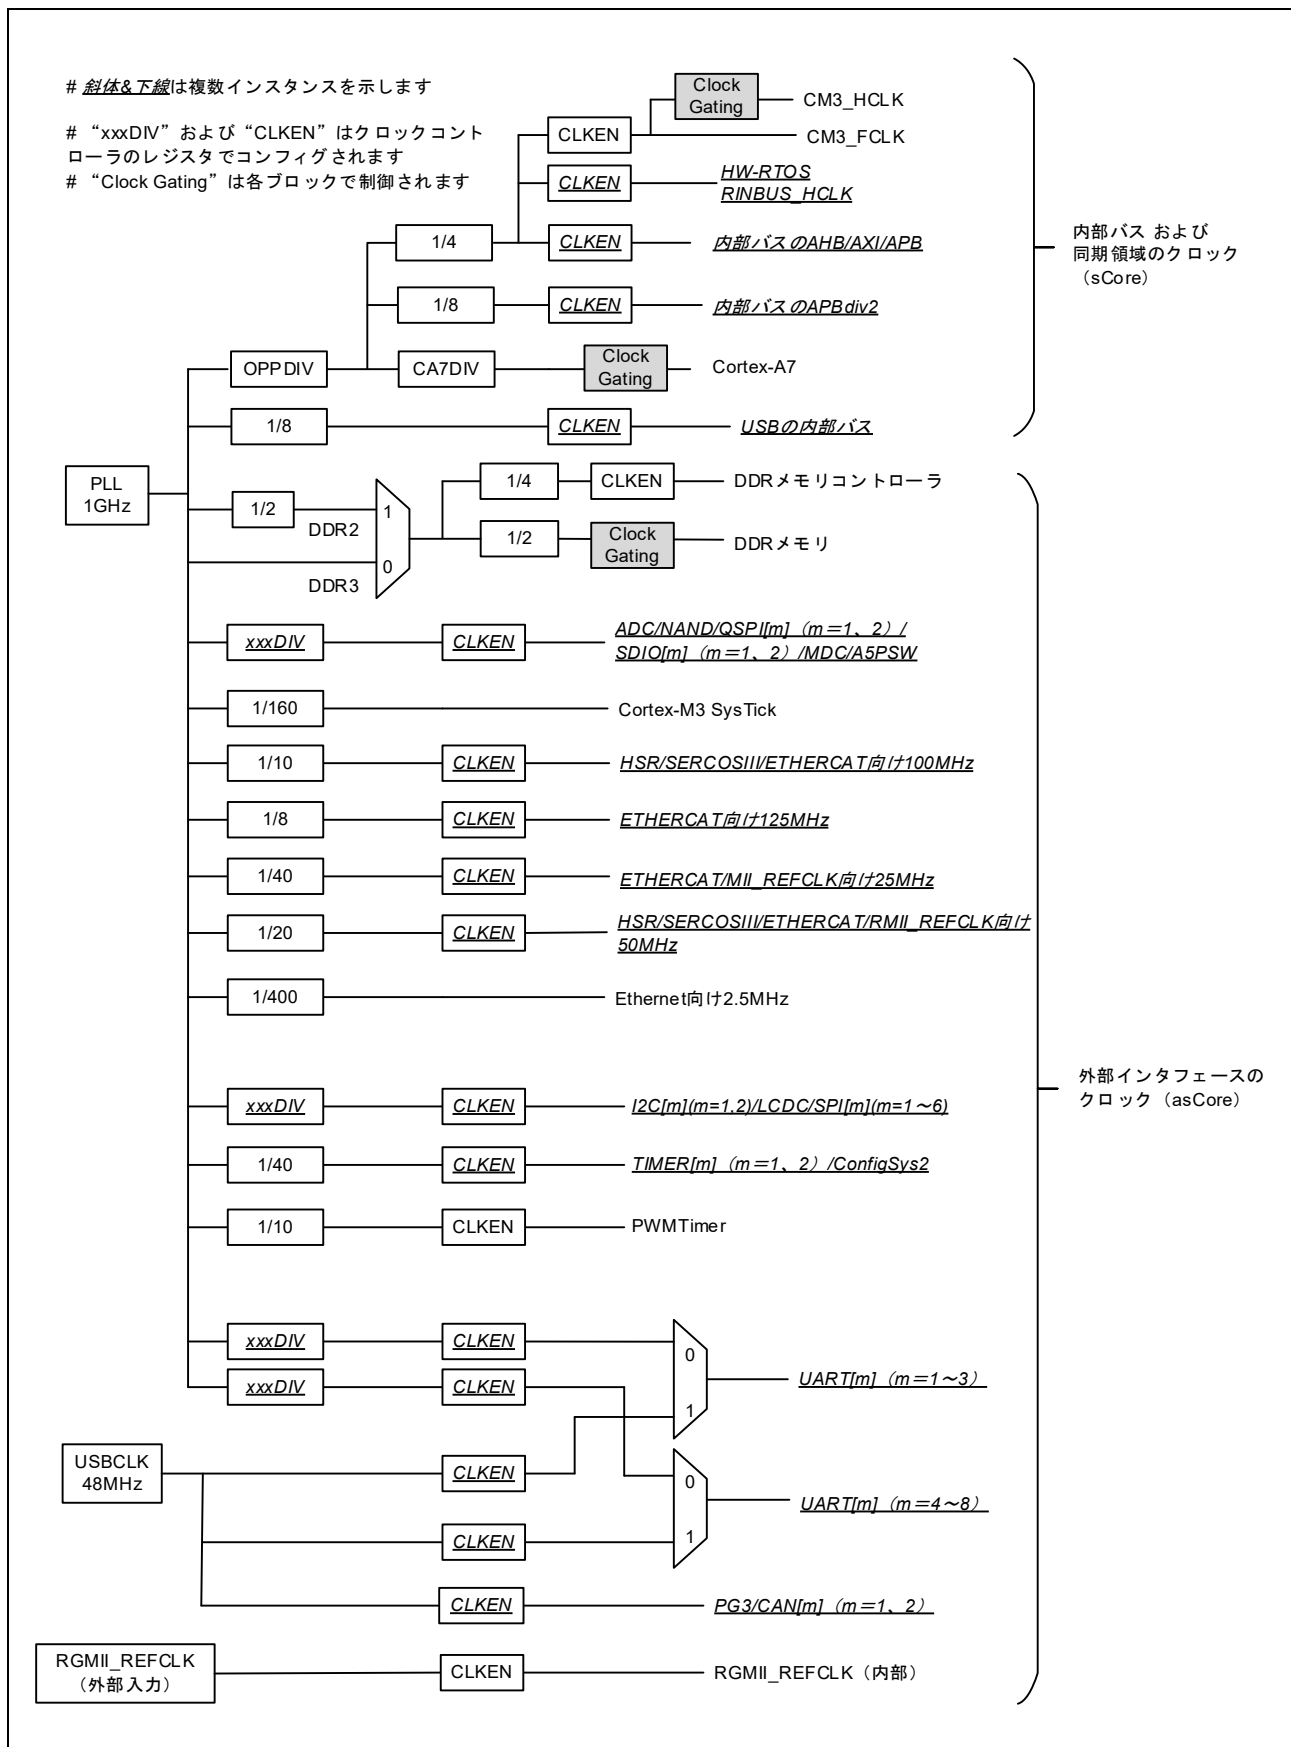 # 斜体&下線は複数インスタンスを示します
# “xxxDIV”および“CLKEN”はクロックコント
ローラのレジスタでコンフィグされます
# “Clock Gating”は各ブロックで制御されます
Clock
Gating
CM3_HCLK
CLKEN
CM3_FCLK
CLKEN
HW-RTOS
RINBUS_HCLK
1/4
CLKEN
内部バスのAHB/AXI/APB
内部バス および
同期領域のクロック
（sCore）
1/8
CLKEN
内部バスのAPBdiv2
OPPDIV
CA7DIV
Clock
Gating
Cortex-A7
1/8
CLKEN
USBの内部バス
PLL
1GHz
1/2
DDR2
1
0
DDR3
1/4
CLKEN
DDRメモリコントローラ
1/2
Clock
Gating
DDRメモリ
xxxDIV
CLKEN
ADC/NAND/QSPI[m]（m＝1、2）/
SDIO[m]（m＝1、2）/MDC/A5PSW
1/160
Cortex-M3 SysTick
1/10
CLKEN
HSR/SERCOSIII/ETHERCAT向け100MHz
1/8
CLKEN
ETHERCAT向け125MHz
1/40
CLKEN
ETHERCAT/MII_REFCLK向け25MHz
1/20
CLKEN
HSR/SERCOSIII/ETHERCAT/RMII_REFCLK向け
50MHz
1/400
Ethernet向け2.5MHz
外部インタフェースの
クロック（asCore）
xxxDIV
CLKEN
I2C[m](m=1,2)/LCDC/SPI[m](m=1～6)
1/40
CLKEN
TIMER[m]（m＝1、2）/ConfigSys2
1/10
CLKEN
PWMTimer
xxxDIV
CLKEN
0
xxxDIV
CLKEN
UART[m]（m＝1～3）
1
USBCLK
48MHz
CLKEN
0
UART[m]（m＝4～8）
CLKEN
1
CLKEN
PG3/CAN[m]（m＝1、2）
RGMII_REFCLK
（外部入力）
CLKEN
RGMII_REFCLK（内部）